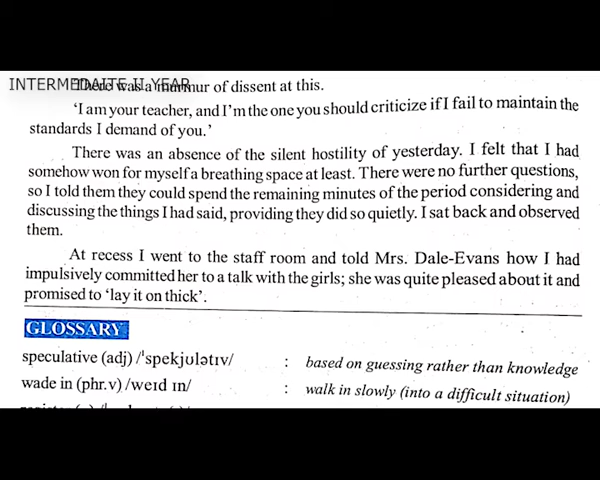 INTERMEDAITE II YEAR
There was a murmur of dissent at this.
‘I am your teacher, and I'm the one you should criticize if I fail to maintain the
standards I demand of you.’
There was an absence of the silent hostility of yesterday. I felt that I had
somehow won for myself a breathing space at least. There were no further questions,
so I told them they could spend the remaining minutes of the period considering and
discussing the things I had said, providing they did so quietly. I sat back and observed
them.
At recess I went to the staff room and told Mrs. Dale-Evans how I had
impulsively committed her to a talk with the girls; she was quite pleased about it and
promised to ‘lay it on thick’.
GLOSSARY
speculative (adj) /ˈspekjʊlətɪv/ : based on guessing rather than knowledge
wade in (phr.v) /weɪd ɪn/ : walk in slowly (into a difficult situation)